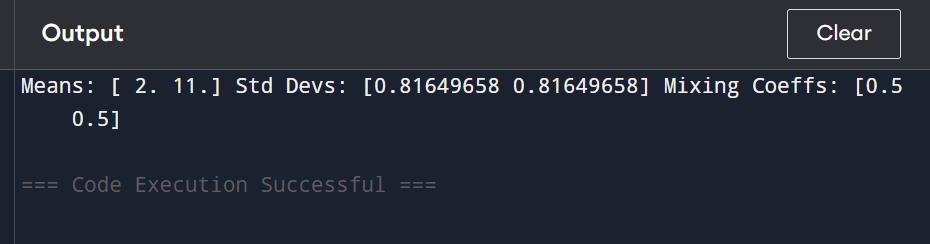 Output
Clear
Means: [ 2. 11.] Std Devs: [0.81649658 0.81649658] Mixing Coeffs: [0.5
0.5]
=== Code Execution Successful ===